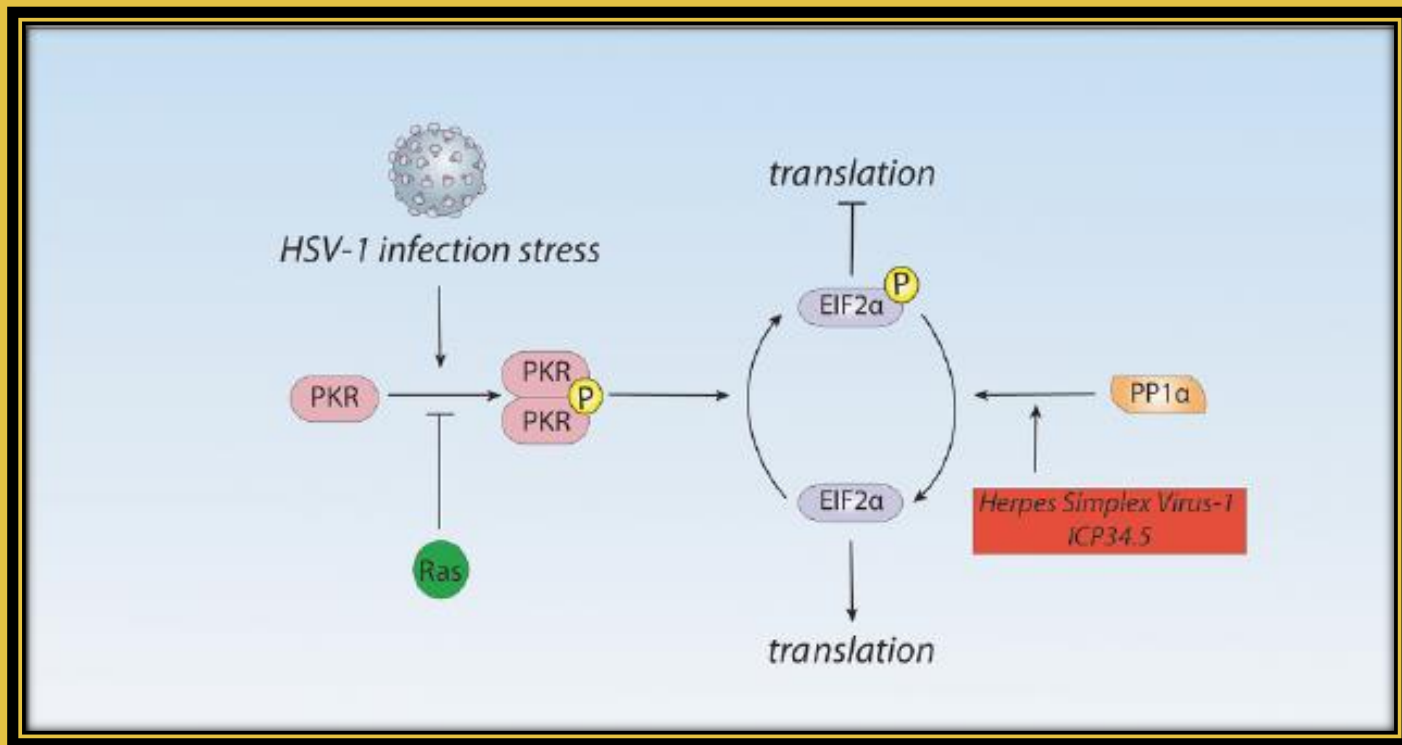 translation
HSV-1 infection stress
P
EIF2α
PKR
PKR
P
PKR
PP1α
EIF2α
Herpes Simplex Virus-1
ICP34.5
Ras
translation